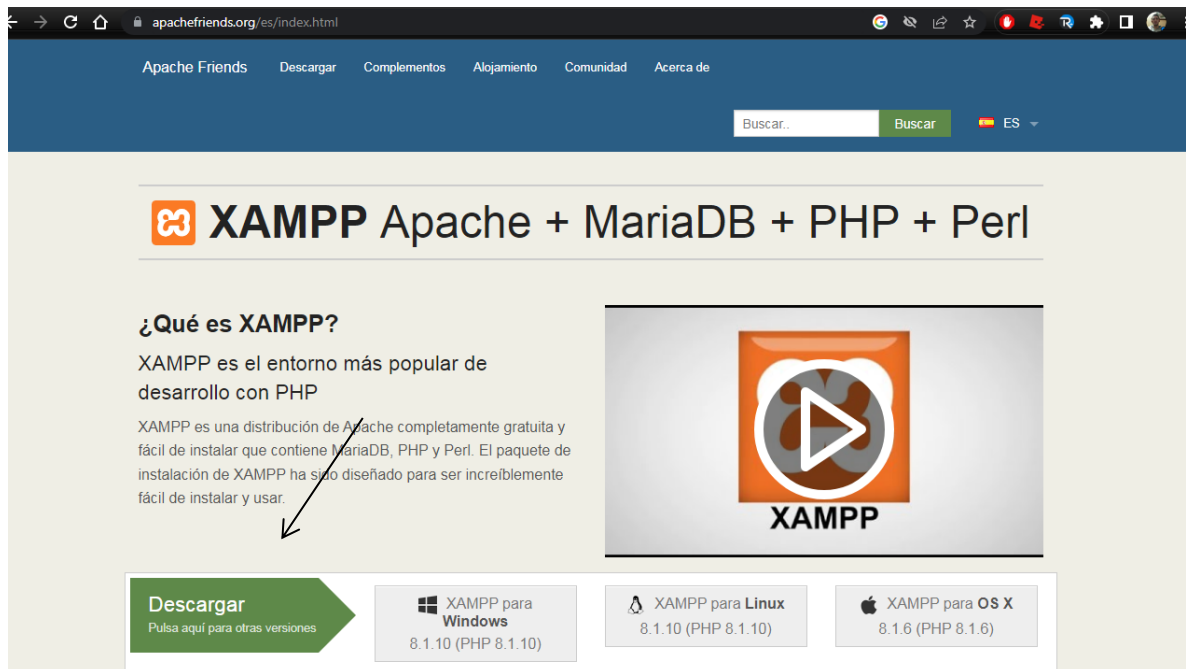 apachefriends.org/es/index.html
Apache Friends Descargar Complementos Alojamiento Comunidad Acerca de
Buscar.. Buscar ES
XAMPP Apache + MariaDB + PHP + Perl
¿Qué es XAMPP?
XAMPP es el entorno más popular de
desarrollo con PHP
XAMPP es una distribución de Apache completamente gratuita y
fácil de instalar que contiene MariaDB, PHP y Perl. El paquete de
instalación de XAMPP ha sido diseñado para ser increíblemente
fácil de instalar y usar.
XAMPP
Descargar
Pulsa aquí para otras versiones
XAMPP para
Windows
8.1.10 (PHP 8.1.10)
XAMPP para Linux
8.1.10 (PHP 8.1.10)
XAMPP para OS X
8.1.6 (PHP 8.1.6)